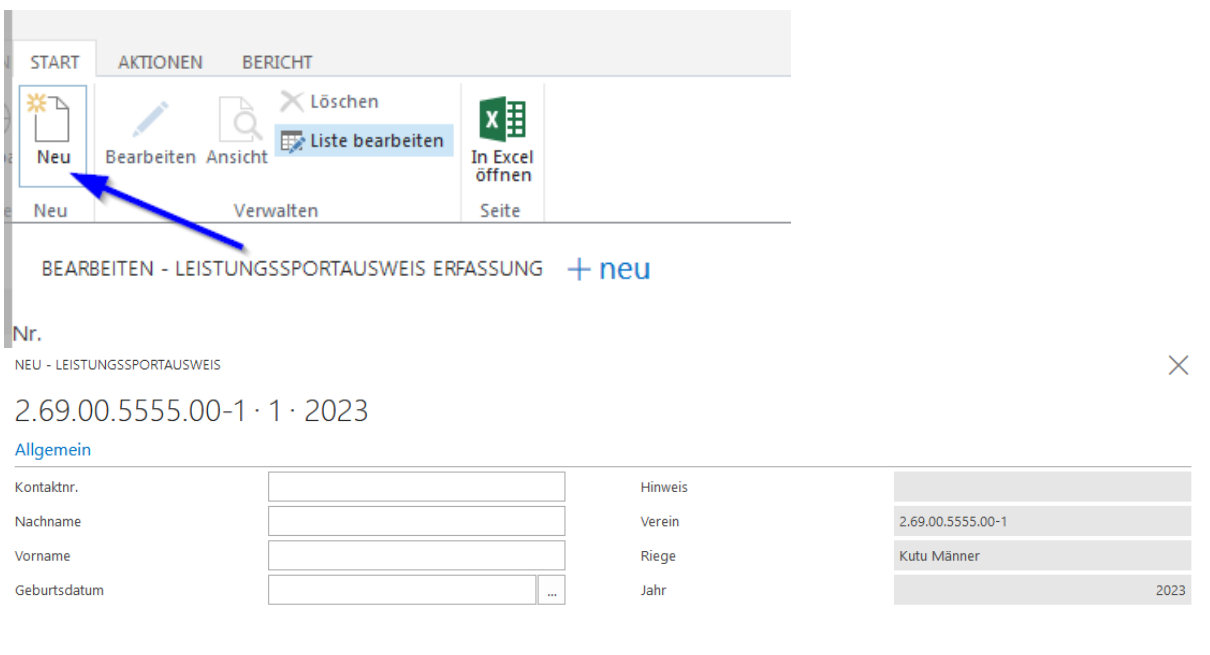 START AKTIONEN BERICHT
Neu
Bearbeiten
Ansicht
Löschen
Liste bearbeiten
In Excel
öffnen
Neu Verwalten Seite
BEARBEITEN - LEISTUNGSSPORTAUSWEIS ERFASSUNG + neu
Nr.
NEU - LEISTUNGSSPORTAUSWEIS
2.69.00.5555.00-1 · 1 · 2023
Allgemein
Kontaktnr. Hinweis
Nachname Verein 2.69.00.5555.00-1
Vorname Riege Kutu Männer
Geburtsdatum ... Jahr 2023